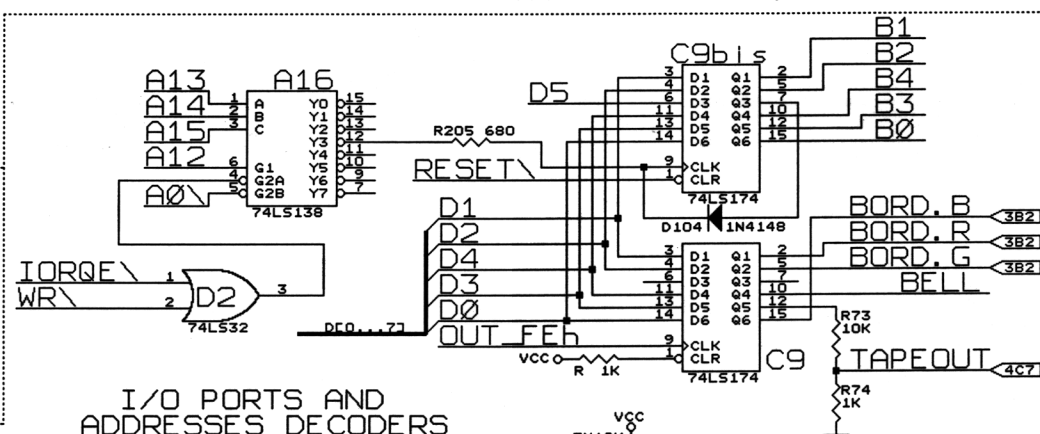 A13
A14
A15
A12
A0\
A16
1 A Y0 15
2 B Y1 14
3 C Y2 13
Y3 12
Y4 11
6 G1 Y5 10
4 G2A Y6 9
5 G2B Y7 7
74LS138
R205 680
D5
RESET\
C9bis
3 D1 Q1 2
4 D2 Q2 5
6 D3 Q3 7
11 D4 Q4 10
13 D5 Q5 12
14 D6 Q6 15
9 CLK
1 CLR
74LS174
B1
B2
B4
B3
B0
D104 1N4148
IORQE\ 1
WR\ 2
D2 3
74LS32
D[0...7]
D1
D2
D4
D3
D0
OUT_FEh
VCC R 1K
3 D1 Q1 2
4 D2 Q2 5
6 D3 Q3 7
11 D4 Q4 10
13 D5 Q5 12
14 D6 Q6 15
9 CLK
1 CLR
74LS174
C9
BORD.B 3B2
BORD.R 3B2
BORD.G 3B2
BELL
R73
10K
TAPEOUT 4C7
R74
1K
I/O PORTS AND
ADDRESSES DECODERS
VCC